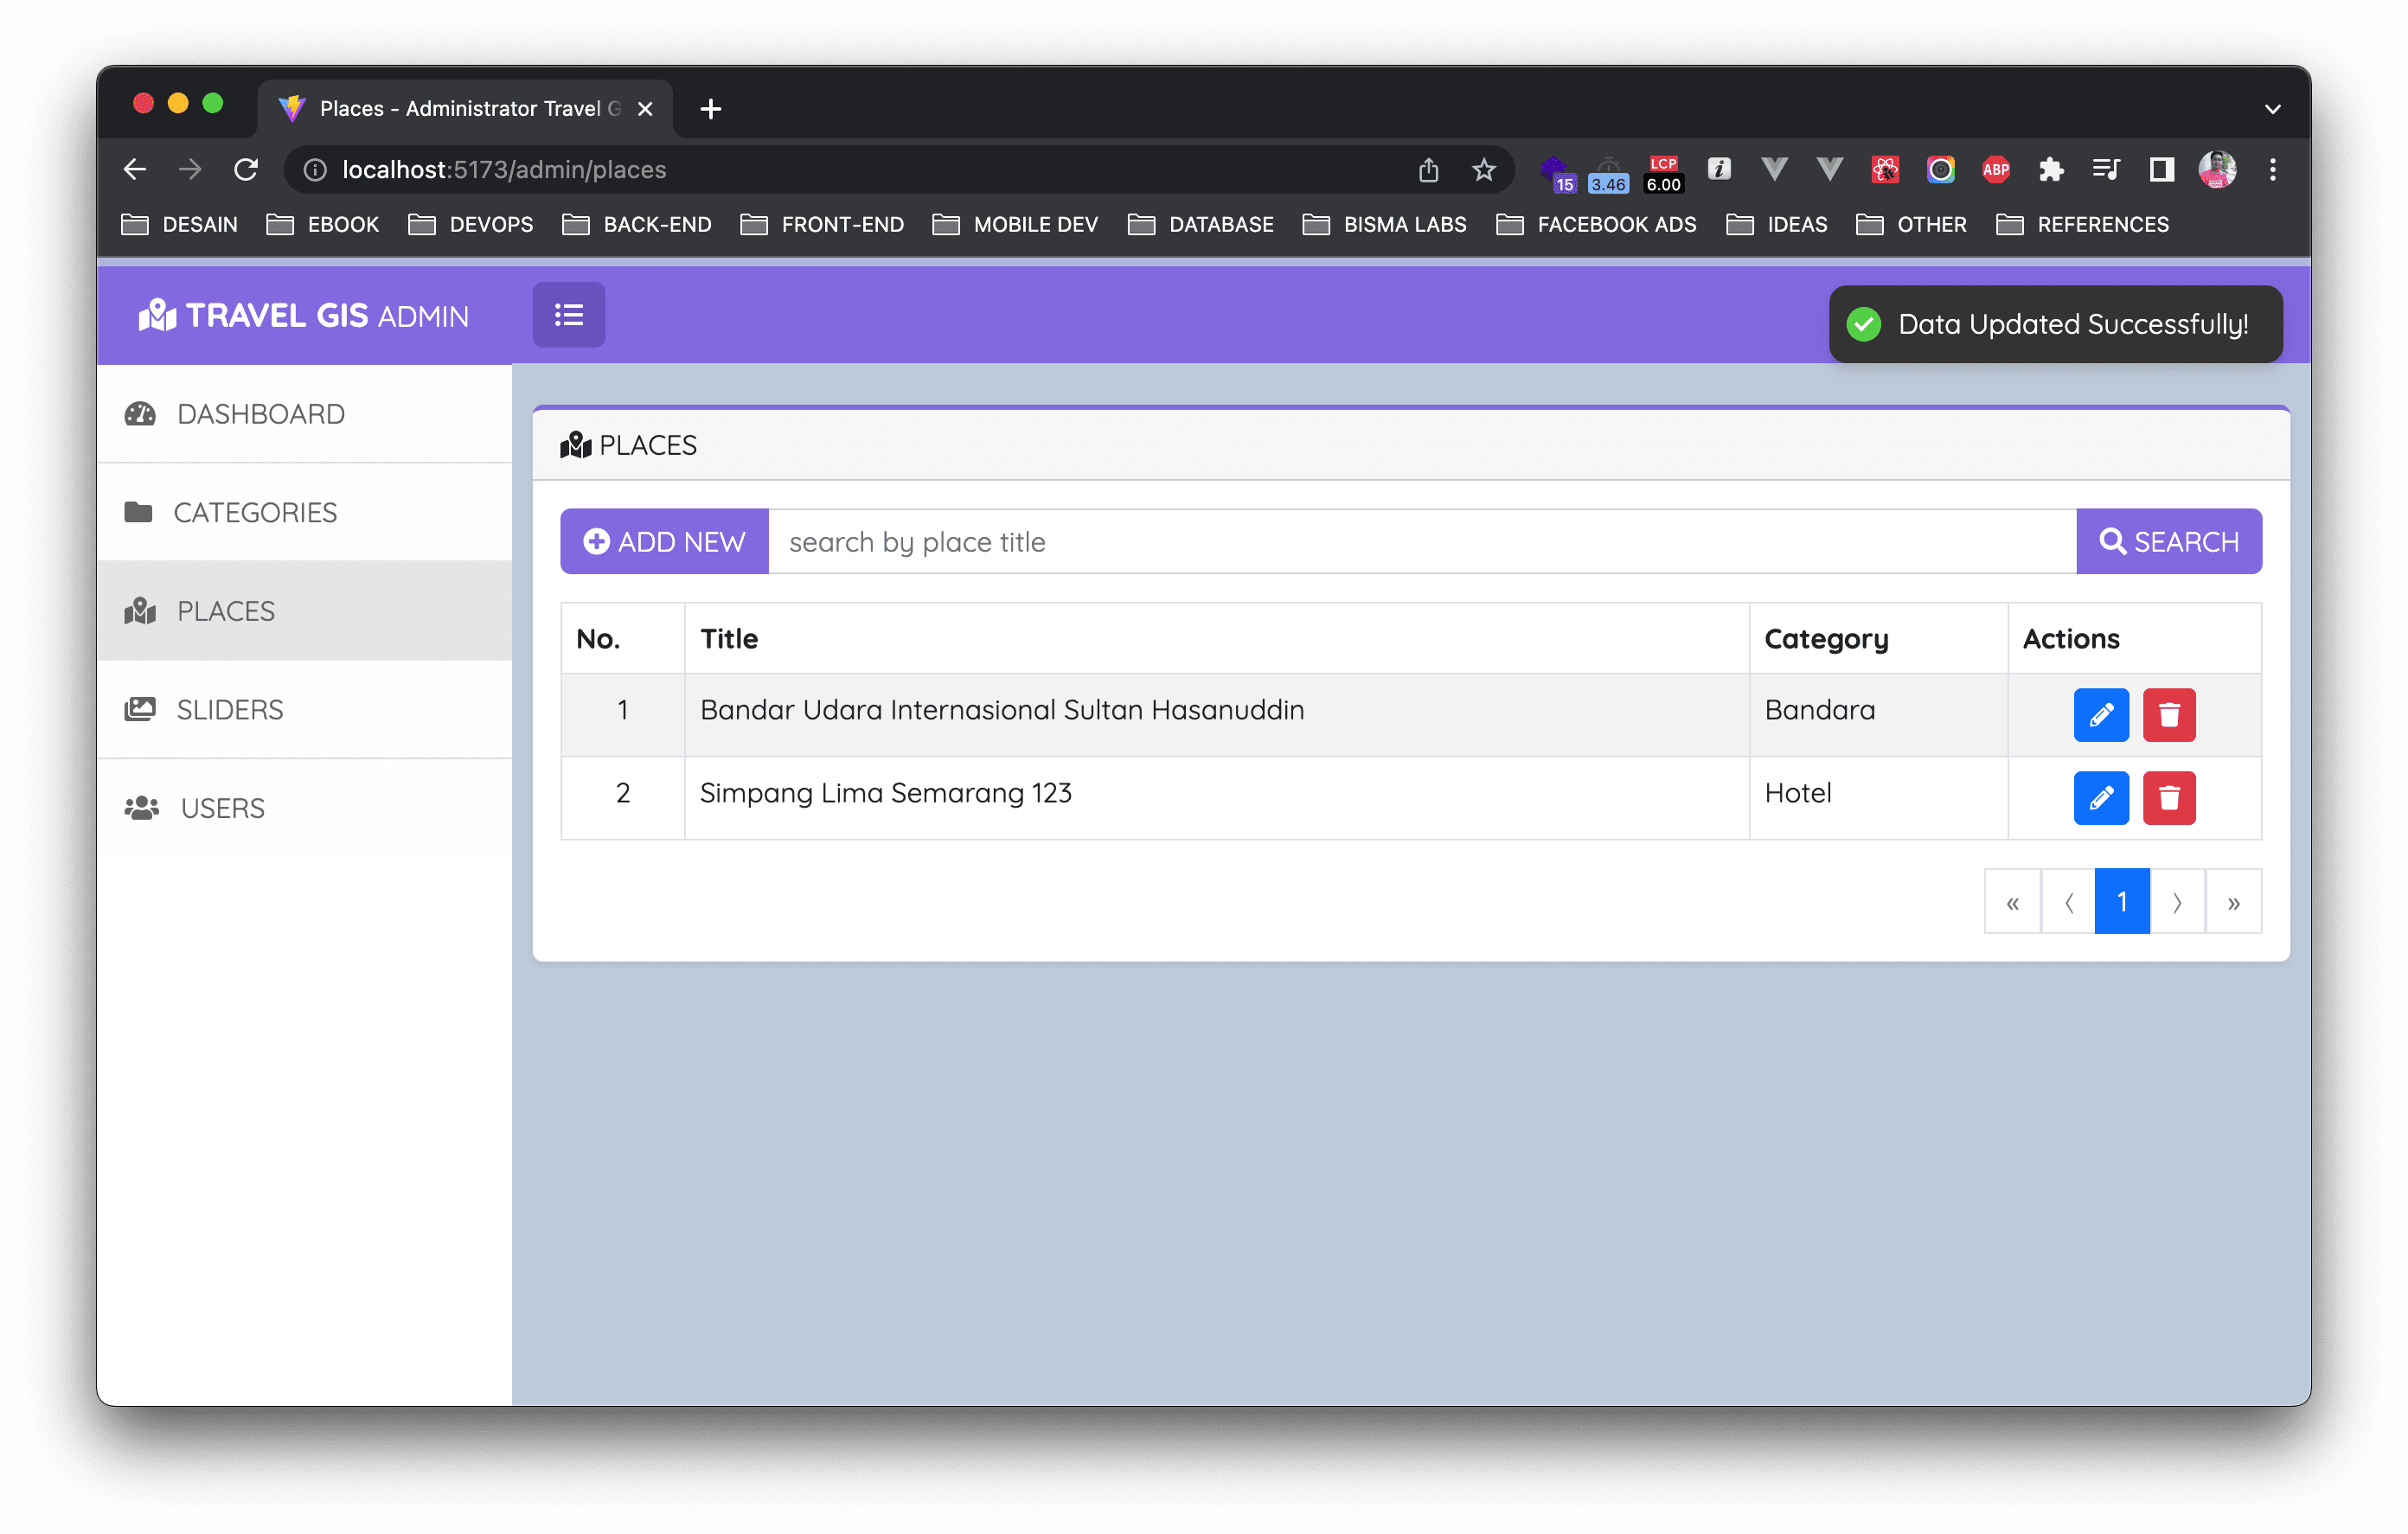 Places - Administrator Travel G
localhost:5173/admin/places
15
3.46
LCP
6.00
i
ABP
DESAIN EBOOK DEVOPS BACK-END FRONT-END MOBILE DEV DATABASE BISMA LABS FACEBOOK ADS IDEAS OTHER REFERENCES
TRAVEL GIS ADMIN
Data Updated Successfully!
DASHBOARD
CATEGORIES
PLACES
SLIDERS
USERS
PLACES
ADD NEW search by place title SEARCH
No. Title Category Actions
1 Bandar Udara Internasional Sultan Hasanuddin Bandara
2 Simpang Lima Semarang 123 Hotel
« 〈 1 〉 »